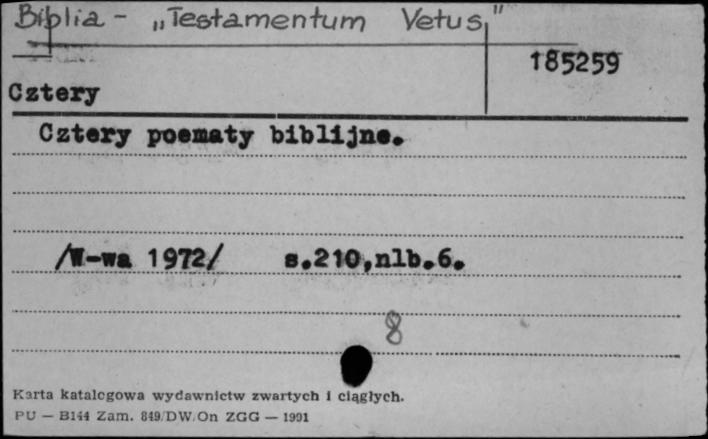 Biblia - „Testamentum Vetus"
185259
Cztery
Cztery poematy biblijne.
/W-wa 1972/ s.210,nlb.6.
8
Karta katalogowa wydawnictw zwartych i ciągłych.
PU — B144 Zam. 849/DW/On ZGG — 1991